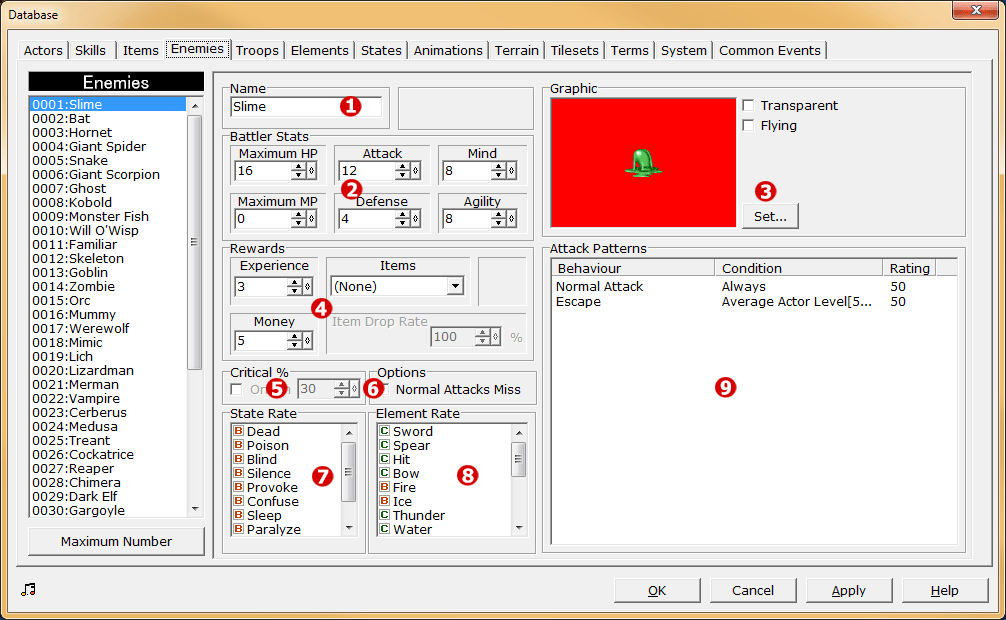 Database
Actors Skills Items Enemies Troops Elements States Animations Terrain Tilesets Terms System Common Events
Enemies
0001:Slime
0002:Bat
0003:Hornet
0004:Giant Spider
0005:Snake
0006:Giant Scorpion
0007:Ghost
0008:Kobold
0009:Monster Fish
0010:Will O'Wisp
0011:Familiar
0012:Skeleton
0013:Goblin
0014:Zombie
0015:Orc
0016:Mummy
0017:Werewolf
0018:Mimic
0019:Lich
0020:Lizardman
0021:Merman
0022:Vampire
0023:Cerberus
0024:Medusa
0025:Treant
0026:Cockatrice
0027:Reaper
0028:Chimera
0029:Dark Elf
0030:Gargoyle
Maximum Number
Name
Slime 1
Battler Stats
Maximum HP Attack Mind
16 12 8
2
Maximum MP Defense Agility
0 4 8
Rewards
Experience Items
3 (None)
4
Money Item Drop Rate
5 100 %
Critical % Options
5 30 6 Normal Attacks Miss
State Rate
B Dead
B Poison
B Blind
B Silence
B Provoke
B Confuse
B Sleep
B Paralyze
7
Element Rate
C Sword
C Spear
C Hit
C Bow
B Fire
B Ice
C Thunder
C Water
8
Graphic
Transparent
Flying
3
Set...
Attack Patterns
Behaviour Condition Rating
Normal Attack Always 50
Escape Average Actor Level[5... 50
9
OK Cancel Apply Help